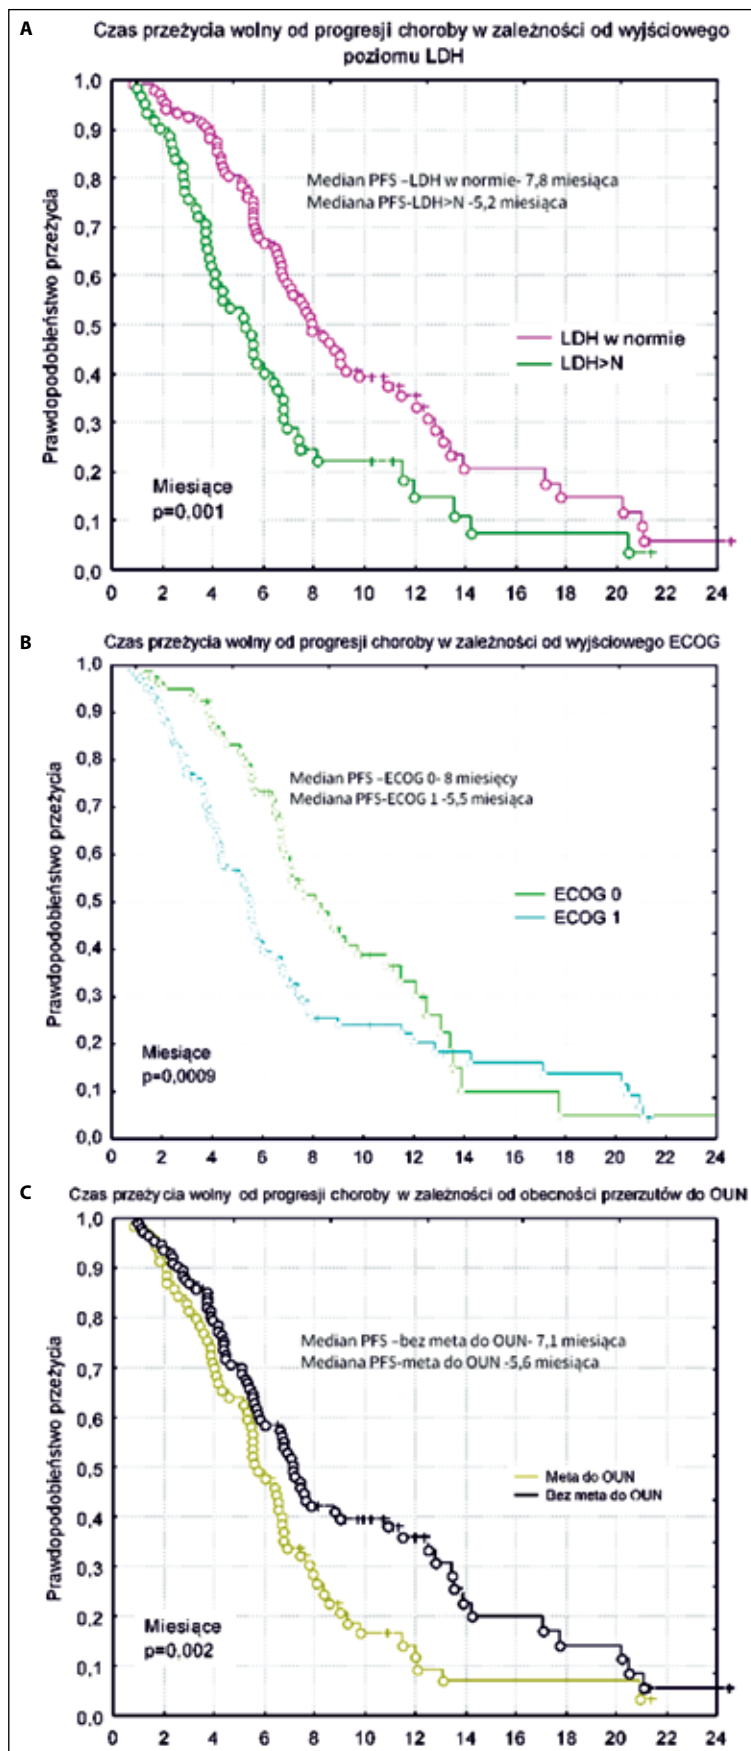 A
Czas przeżycia wolny od progresji choroby w zależności od wyjściowego
poziomu LDH
1,0
0,9
0,8
0,7
0,6
0,5
0,4
0,3
0,2
0,1
0,0
Prawdopodobieństwo przeżycia
Median PFS –LDH w normie- 7,8 miesiąca
Mediana PFS-LDH>N -5,2 miesiąca
LDH w normie
LDH>N
Miesiące
p=0,001
0 2 4 6 8 10 12 14 16 18 20 22 24
B
Czas przeżycia wolny od progresji choroby w zależności od wyjściowego ECOG
1,0
0,9
0,8
0,7
0,6
0,5
0,4
0,3
0,2
0,1
0,0
Prawdopodobieństwo przeżycia
Median PFS –ECOG 0- 8 miesięcy
Mediana PFS-ECOG 1 -5,5 miesiąca
ECOG 0
ECOG 1
Miesiące
p=0,0009
0 2 4 6 8 10 12 14 16 18 20 22 24
C
Czas przeżycia wolny od progresji choroby w zależności od obecności przerzutów do OUN
1,0
0,9
0,8
0,7
0,6
0,5
0,4
0,3
0,2
0,1
0,0
Prawdopodobieństwo przeżycia
Median PFS –bez meta do OUN- 7,1 miesiąca
Mediana PFS-meta do OUN -5,6 miesiąca
Meta do OUN
Bez meta do OUN
Miesiące
p=0,002
0 2 4 6 8 10 12 14 16 18 20 22 24